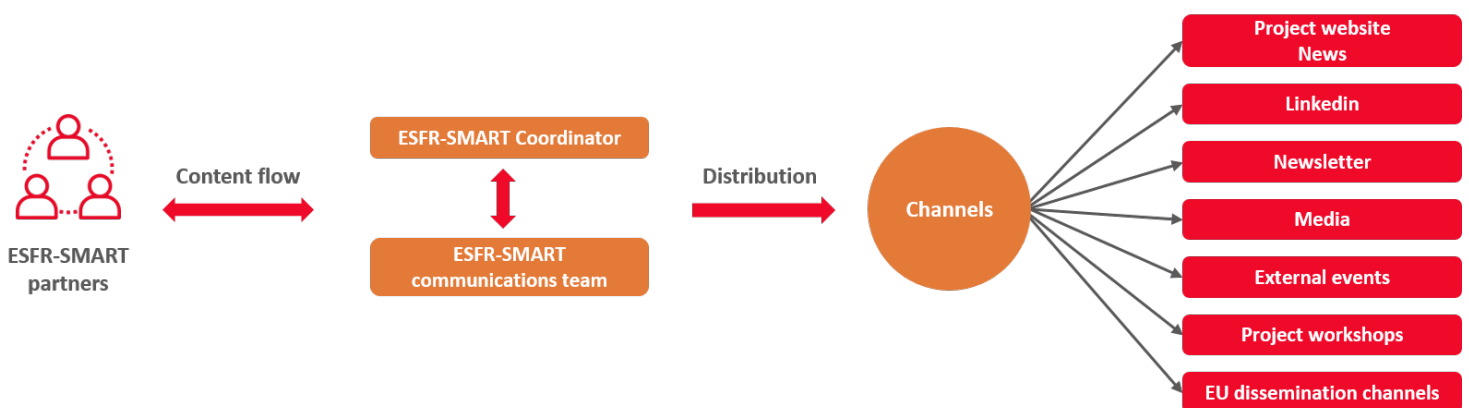 ESFR-SMART
partners
Content flow
ESFR-SMART Coordinator
ESFR-SMART
communications team
Distribution
Channels
Project website
News
Linkedin
Newsletter
Media
External events
Project workshops
EU dissemination channels